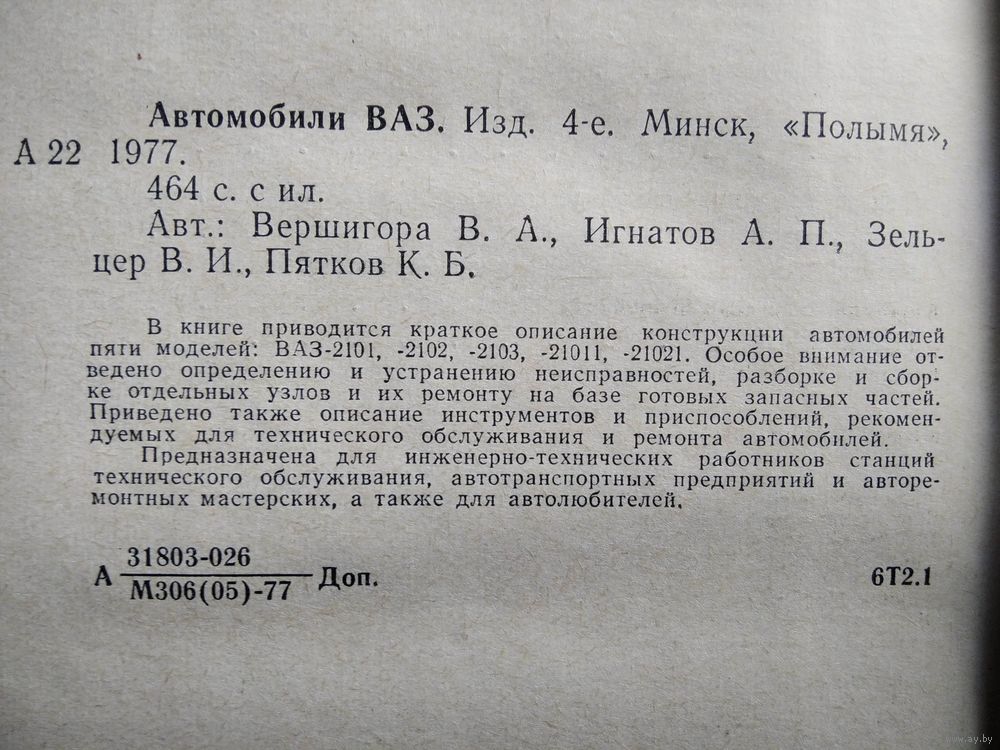 Автомобили ВАЗ. Изд. 4-е. Минск, «Полымя»,
А 22 1977.
464 с. с ил.
Авт.: Вершигора В. А., Игнатов А. П., Зель-
цер В. И., Пятков К. Б.
В книге приводится краткое описание конструкции автомобилей
пяти моделей: ВАЗ-2101, -2102, -2103, -21011, -21021. Особое внимание от-
ведено определению и устранению неисправностей, разборке и сбор-
ке отдельных узлов и их ремонту на базе готовых запасных частей.
Приведено также описание инструментов и приспособлений, рекомен-
дуемых для технического обслуживания и ремонта автомобилей.
Предназначена для инженерно-технических работников станций
технического обслуживания, автотранспортных предприятий и авторе-
монтных мастерских, а также для автолюбителей.
31803-026
А Доп. 6Т2.1
М306(05)-77
www.ay.by